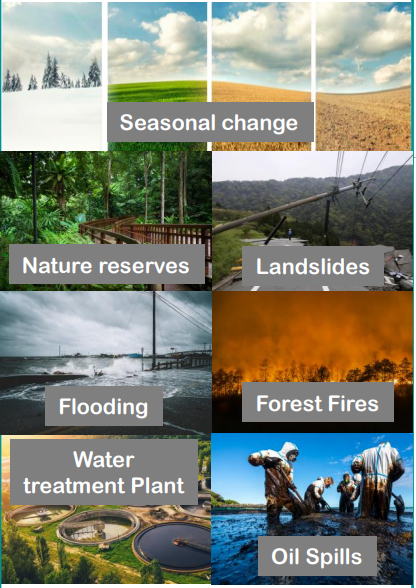 Seasonal change
Nature reserves
Landslides
Flooding
Forest Fires
Water
treatment Plant
Oil Spills